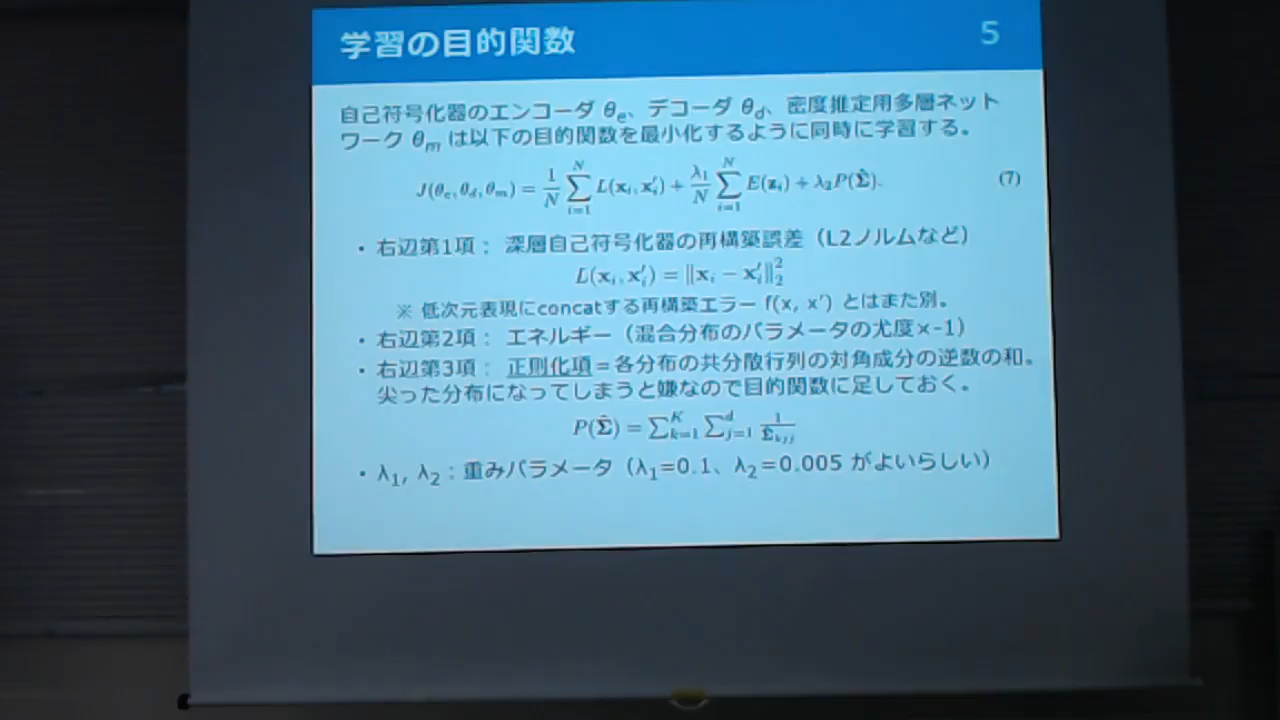 学習の目的関数
5
自己符号化器のエンコーダ θe、デコーダ θd、密度推定用多層ネット
ワーク θm は以下の目的関数を最小化するように同時に学習する。
J(θe, θd, θm) = 1/N ∑_{i=1}^{N} L(xi, x'i) + λ1/N ∑_{i=1}^{N} E(zi) + λ2P(Σ̂). (7)
・右辺第1項： 深層自己符号化器の再構築誤差（L2ノルムなど）
L(xi, x'i) = ‖xi − x'i‖₂²
※ 低次元表現にconcatする再構築エラー f(x, x') とはまた別。
・右辺第2項： エネルギー（混合分布のパラメータの尤度×-1）
・右辺第3項： 正則化項＝各分布の共分散行列の対角成分の逆数の和。
尖った分布になってしまうと嫌なので目的関数に足しておく。
P(Σ̂) = ∑_{k=1}^{K} ∑_{j=1}^{d} 1/Σ̂kjj
・λ1, λ2：重みパラメータ（λ1=0.1、λ2=0.005 がよいらしい）